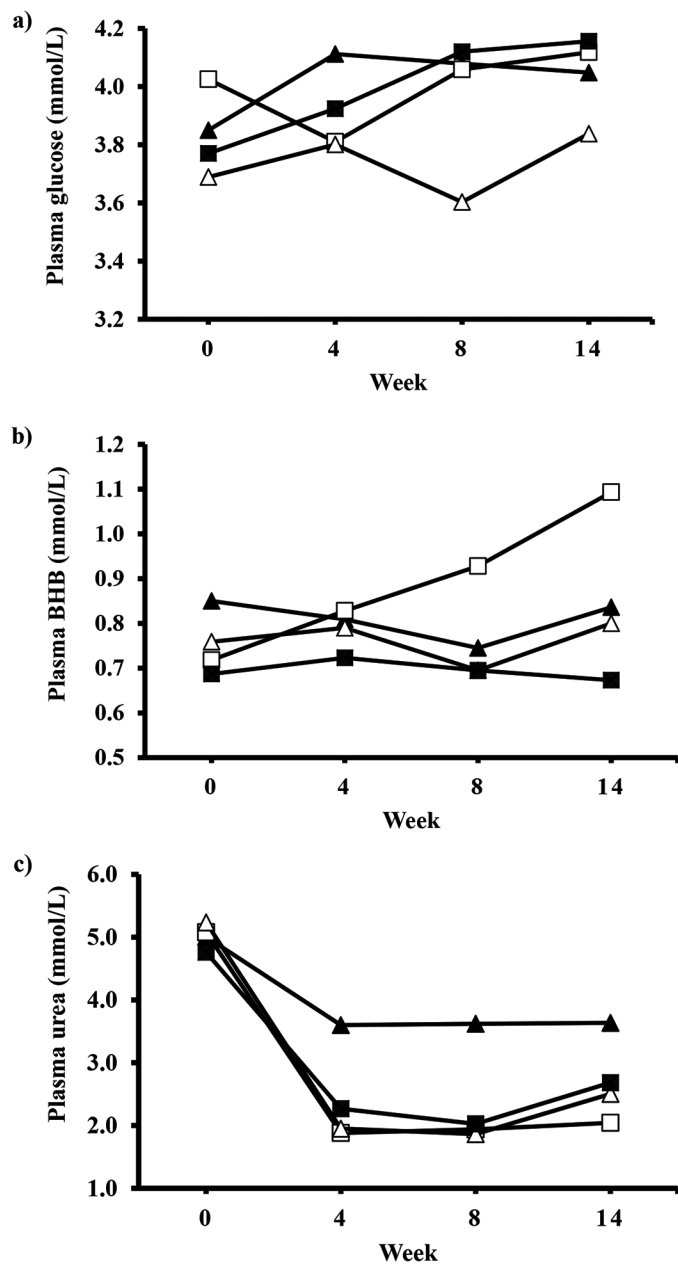 a)
Plasma glucose (mmol/L)
4.2
4.0
3.8
3.6
3.4
3.2
0 4 8 14
Week
b)
Plasma BHB (mmol/L)
1.2
1.1
1.0
0.9
0.8
0.7
0.6
0.5
0 4 8 14
Week
c)
Plasma urea (mmol/L)
6.0
5.0
4.0
3.0
2.0
1.0
0 4 8 14
Week